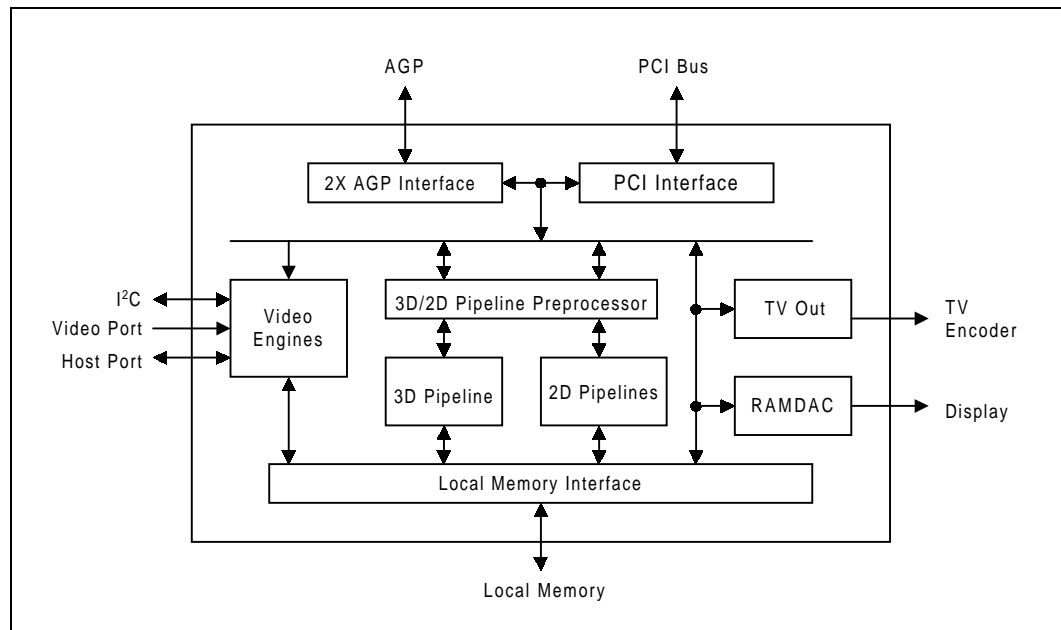 AGP
PCI Bus
2X AGP Interface
PCI Interface
I²C
Video Port
Host Port
Video
Engines
3D/2D Pipeline Preprocessor
3D Pipeline
2D Pipelines
TV Out
TV
Encoder
RAMDAC
Display
Local Memory Interface
Local Memory